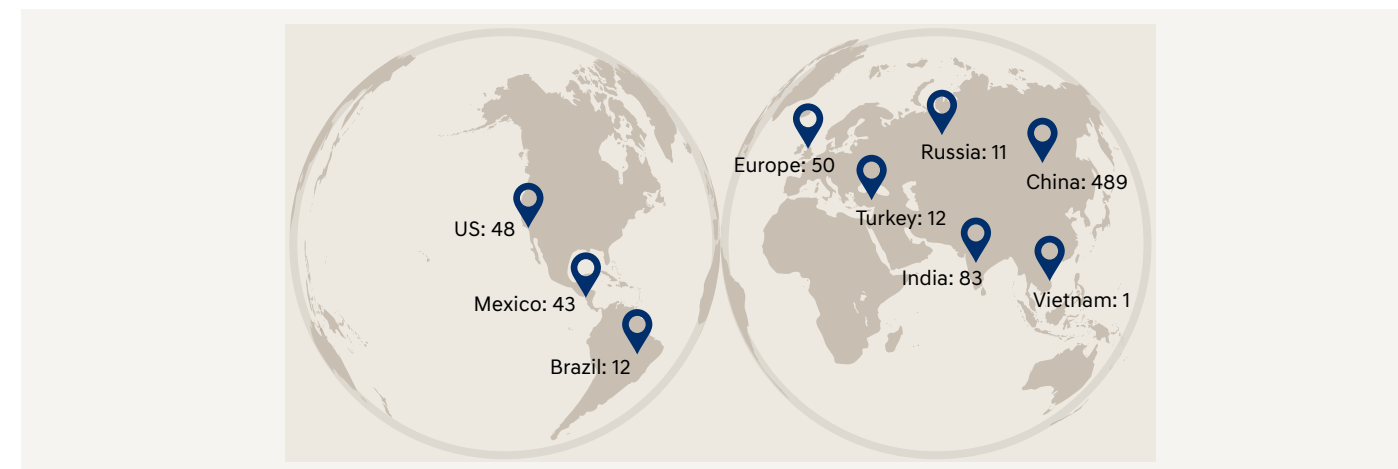 US: 48
Mexico: 43
Brazil: 12
Europe: 50
Turkey: 12
Russia: 11
China: 489
India: 83
Vietnam: 1